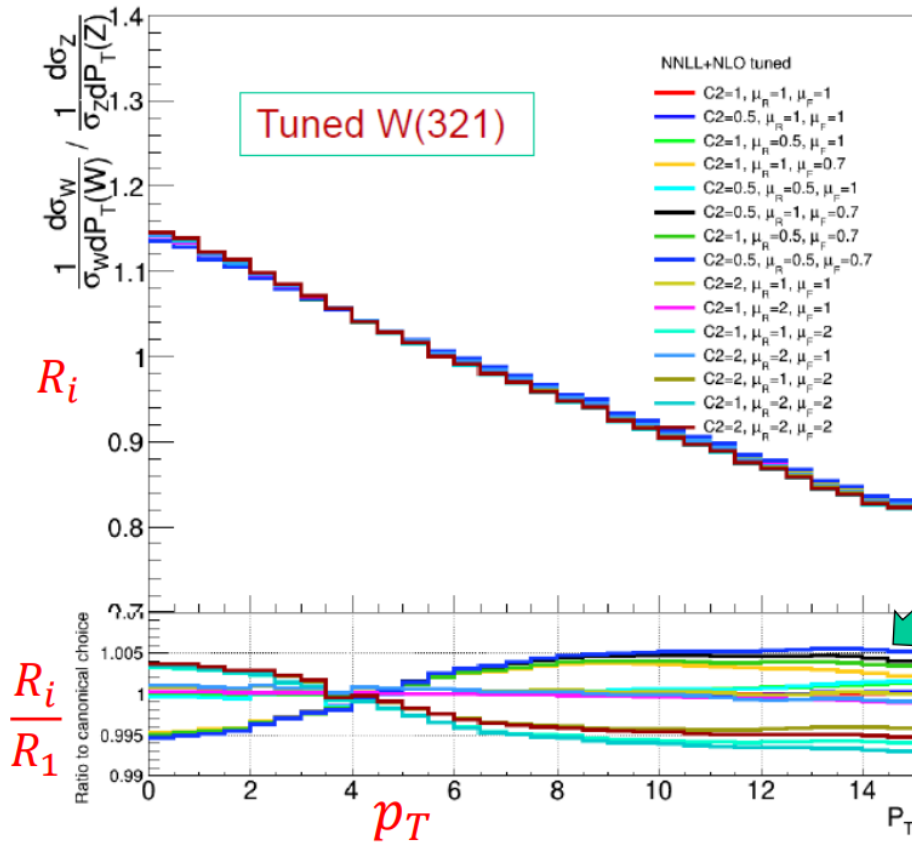 1/σ_W dσ_W/dP_T(W) / 1/σ_Z dσ_Z/dP_T(Z)
1.4
1.3
1.2
1.1
1
0.9
0.8
0.7
Tuned W(321)
NNLL+NLO tuned
C2=1, μ_R=1, μ_F=1
C2=0.5, μ_R=1, μ_F=1
C2=1, μ_R=0.5, μ_F=1
C2=1, μ_R=1, μ_F=0.7
C2=0.5, μ_R=0.5, μ_F=1
C2=0.5, μ_R=1, μ_F=0.7
C2=1, μ_R=0.5, μ_F=0.7
C2=0.5, μ_R=0.5, μ_F=0.7
C2=2, μ_R=1, μ_F=1
C2=1, μ_R=2, μ_F=1
C2=1, μ_R=1, μ_F=2
C2=2, μ_R=2, μ_F=1
C2=2, μ_R=1, μ_F=2
C2=1, μ_R=2, μ_F=2
C2=2, μ_R=2, μ_F=2
R_i
R_i/R_1
Ratio to canonical choice
1.005
1
0.995
0.99
0 2 4 6 8 10 12 14
p_T
P_T